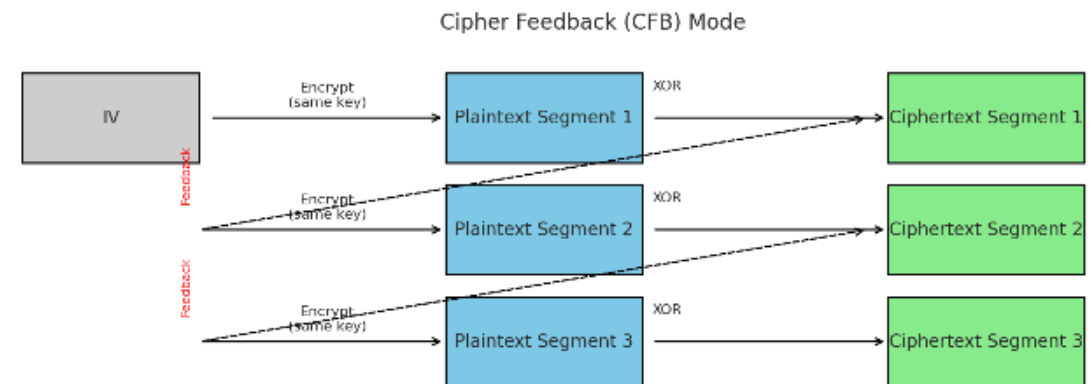 Cipher Feedback (CFB) Mode
IV
Encrypt
(same key)
Plaintext Segment 1
XOR
Ciphertext Segment 1
Feedback
Encrypt
(same key)
Plaintext Segment 2
XOR
Ciphertext Segment 2
Feedback
Encrypt
(same key)
Plaintext Segment 3
XOR
Ciphertext Segment 3